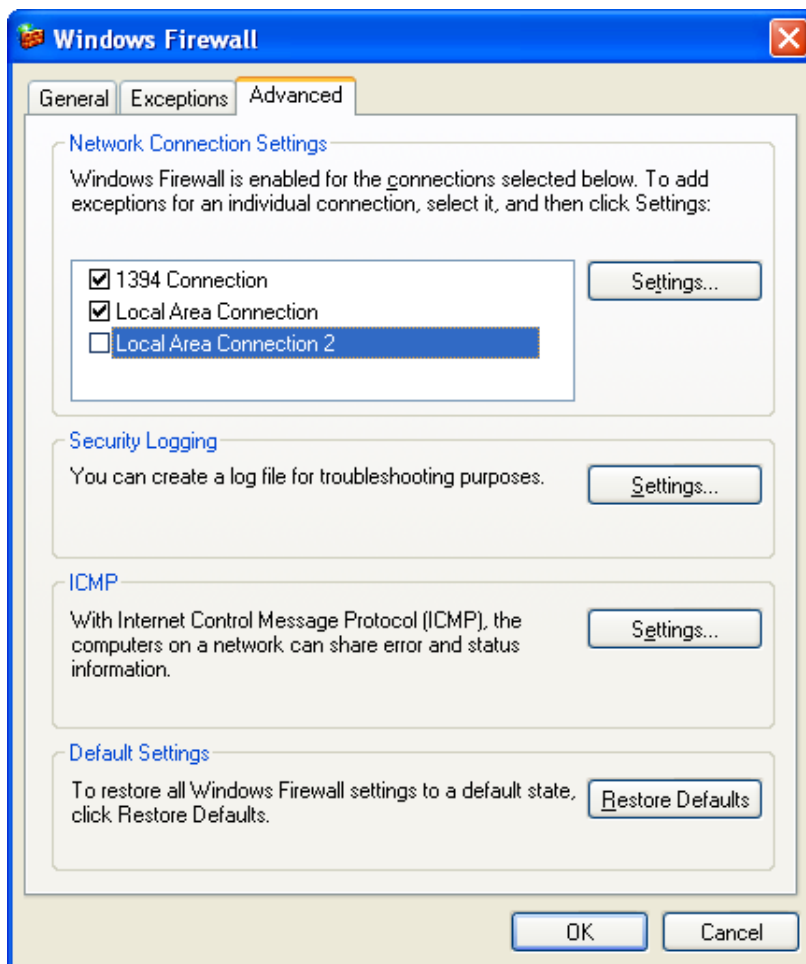 Windows Firewall
General
Exceptions
Advanced
Network Connection Settings
Windows Firewall is enabled for the connections selected below. To add
exceptions for an individual connection, select it, and then click Settings:
1394 Connection
Settings...
Local Area Connection
Local Area Connection 2
Security Logging
You can create a log file for troubleshooting purposes.
Settings...
ICMP
With Internet Control Message Protocol (ICMP), the
computers on a network can share error and status
information.
Settings...
Default Settings
To restore all Windows Firewall settings to a default state,
click Restore Defaults.
Restore Defaults
OK
Cancel